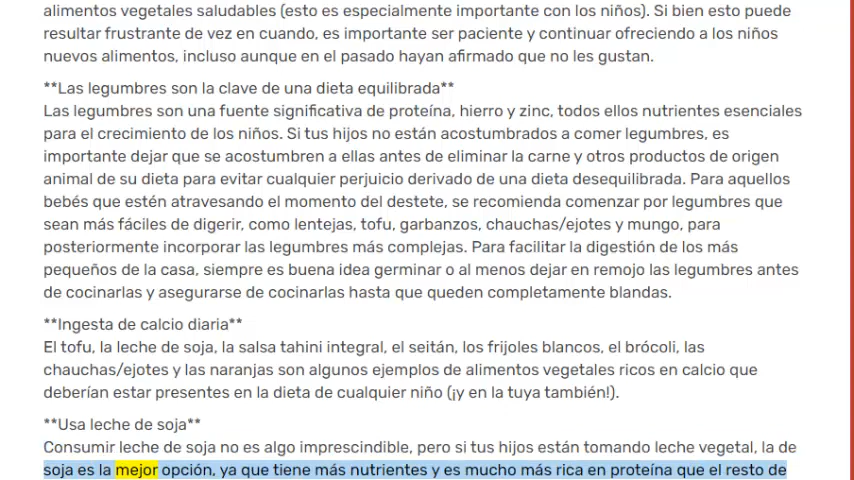 alimentos vegetales saludables (esto es especialmente importante con los niños). Si bien esto puede
resultar frustrante de vez en cuando, es importante ser paciente y continuar ofreciendo a los niños
nuevos alimentos, incluso aunque en el pasado hayan afirmado que no les gustan.
**Las legumbres son la clave de una dieta equilibrada**
Las legumbres son una fuente significativa de proteína, hierro y zinc, todos ellos nutrientes esenciales
para el crecimiento de los niños. Si tus hijos no están acostumbrados a comer legumbres, es
importante dejar que se acostumbren a ellas antes de eliminar la carne y otros productos de origen
animal de su dieta para evitar cualquier perjuicio derivado de una dieta desequilibrada. Para aquellos
bebés que estén atravesando el momento del destete, se recomienda comenzar por legumbres que
sean más fáciles de digerir, como lentejas, tofu, garbanzos, chauchas/ejotes y mungo, para
posteriormente incorporar las legumbres más complejas. Para facilitar la digestión de los más
pequeños de la casa, siempre es buena idea germinar o al menos dejar en remojo las legumbres antes
de cocinarlas y asegurarse de cocinarlas hasta que queden completamente blandas.
**Ingesta de calcio diaria**
El tofu, la leche de soja, la salsa tahini integral, el seitán, los frijoles blancos, el brócoli, las
chauchas/ejotes y las naranjas son algunos ejemplos de alimentos vegetales ricos en calcio que
deberían estar presentes en la dieta de cualquier niño (¡y en la tuya también!).
**Usa leche de soja**
Consumir leche de soja no es algo imprescindible, pero si tus hijos están tomando leche vegetal, la de
soja es la mejor opción, ya que tiene más nutrientes y es mucho más rica en proteína que el resto de